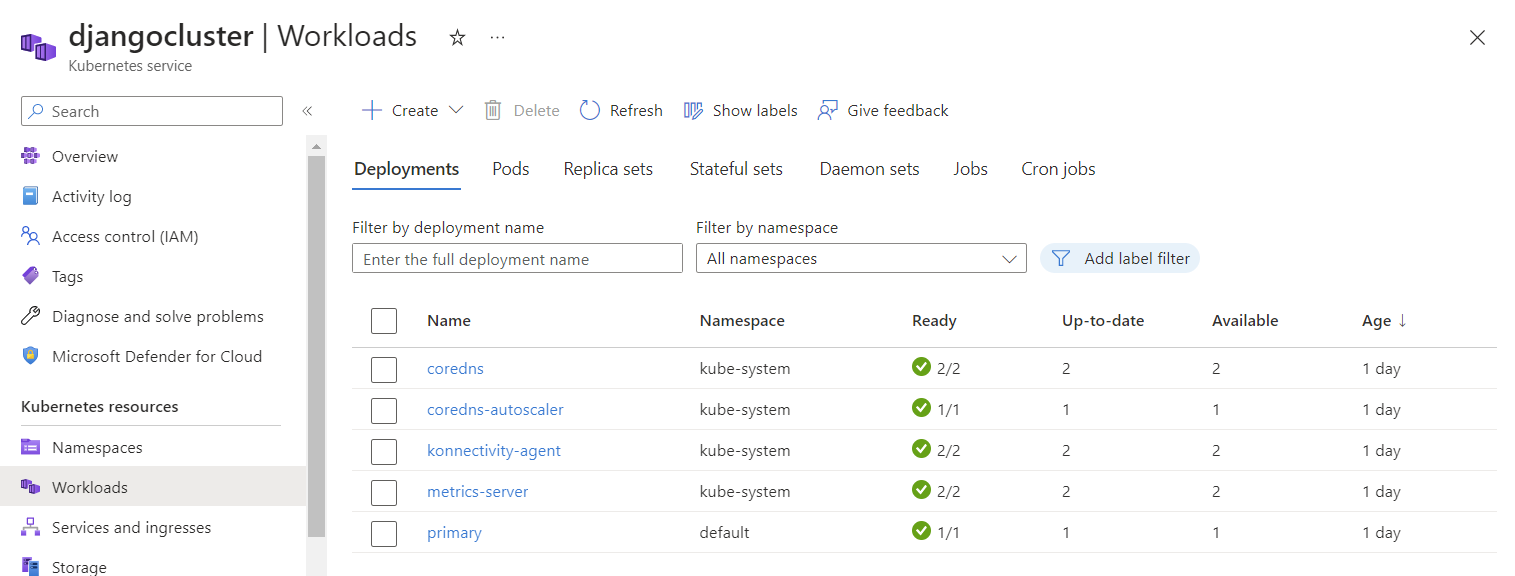 djangocluster | Workloads
Kubernetes service
Search
Create
Delete
Refresh
Show labels
Give feedback
Overview
Activity log
Access control (IAM)
Tags
Diagnose and solve problems
Microsoft Defender for Cloud
Kubernetes resources
Namespaces
Workloads
Services and ingresses
Storage
Deployments Pods Replica sets Stateful sets Daemon sets Jobs Cron jobs
Filter by deployment name
Enter the full deployment name
Filter by namespace
All namespaces
Add label filter
Name Namespace Ready Up-to-date Available Age ↓
coredns kube-system 2/2 2 2 1 day
coredns-autoscaler kube-system 1/1 1 1 1 day
konnectivity-agent kube-system 2/2 2 2 1 day
metrics-server kube-system 2/2 2 2 1 day
primary default 1/1 1 1 1 day